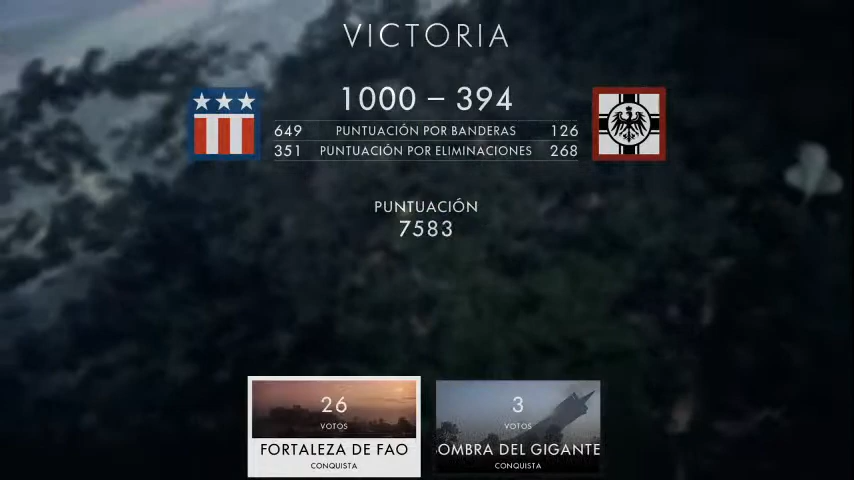 VICTORIA
1000 – 394
649 PUNTUACIÓN POR BANDERAS 126
351 PUNTUACIÓN POR ELIMINACIONES 268
PUNTUACIÓN
7583
26
VOTOS
FORTALEZA DE FAO
CONQUISTA
3
VOTOS
OMBRA DEL GIGANTE
CONQUISTA